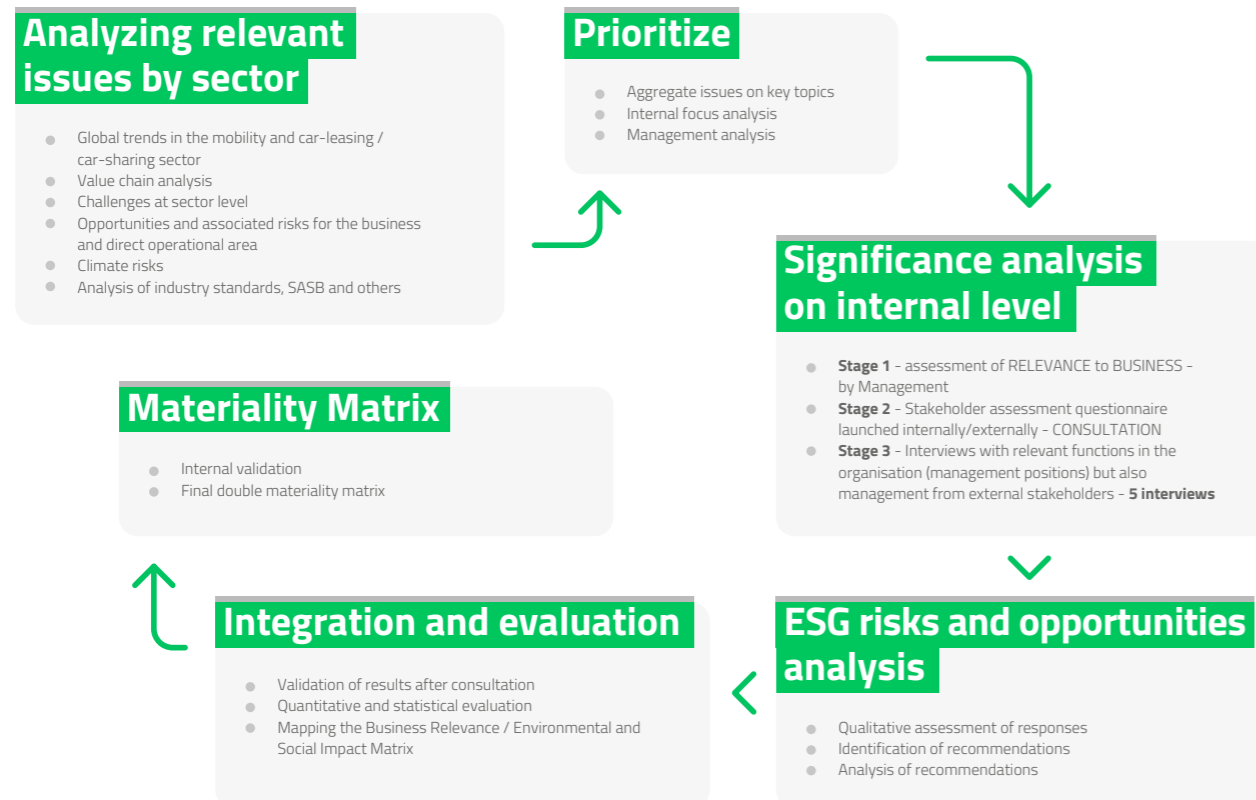 Analyzing relevant
issues by sector
Global trends in the mobility and car-leasing /
car-sharing sector
Value chain analysis
Challenges at sector level
Opportunities and associated risks for the business
and direct operational area
Climate risks
Analysis of industry standards, SASB and others
Prioritize
Aggregate issues on key topics
Internal focus analysis
Management analysis
Significance analysis
on internal level
Stage 1 - assessment of RELEVANCE to BUSINESS -
by Management
Stage 2 - Stakeholder assessment questionnaire
launched internally/externally - CONSULTATION
Stage 3 - Interviews with relevant functions in the
organisation (management positions) but also
management from external stakeholders - 5 interviews
ESG risks and opportunities
analysis
Qualitative assessment of responses
Identification of recommendations
Analysis of recommendations
Integration and evaluation
Validation of results after consultation
Quantitative and statistical evaluation
Mapping the Business Relevance / Environmental and
Social Impact Matrix
Materiality Matrix
Internal validation
Final double materiality matrix